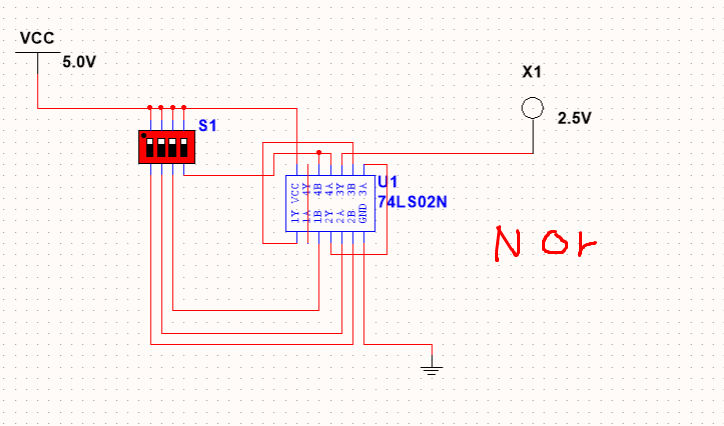 VCC
5.0V
X1
2.5V
S1
U1
74LS02N
VCC 4Y 4B 4A 3Y 3B 3A
1Y 1A 1B 2Y 2A 2B GND
N Or